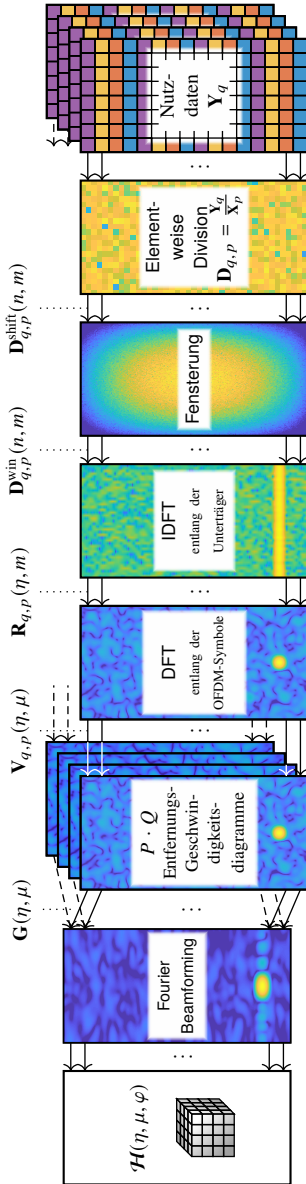 Nutz-
daten
Y_q
...
Element-
weise
Division
D_{q,p} = Y_q / X_p
D^{shift}_{q,p}(n, m)
...
Fensterung
D^{win}_{q,p}(n, m)
...
IDFT
entlang der
Unterträger
R_{q,p}(η, m)
...
DFT
entlang der
OFDM-Symbole
V_{q,p}(η, μ)
...
P · Q
Entfernungs-
Geschwin-
digkeits-
diagramme
G(η, μ)
...
Fourier
Beamforming
...
ℋ(η, μ, φ)